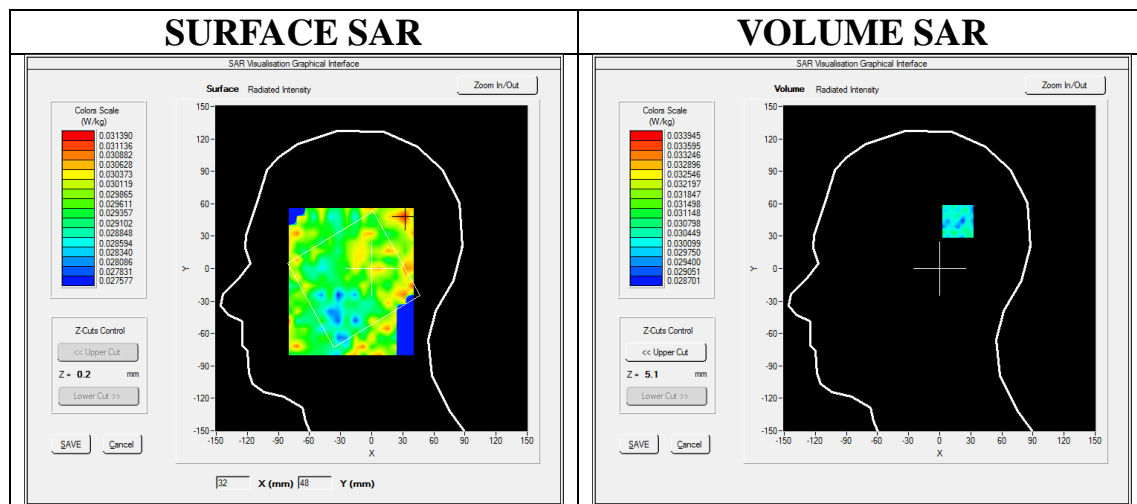 SURFACE SAR
SAR Visualisation Graphical Interface
Surface Radiated Intensity
Zoom In/Out
Colors Scale
(W/kg)
0.031390
0.031136
0.030882
0.030628
0.030373
0.030119
0.029865
0.029611
0.029357
0.029102
0.028848
0.028594
0.028340
0.028086
0.027831
0.027577
Z-Cuts Control
<< Upper Cut
Z = 0.2 mm
Lower Cut >>
SAVE Cancel
150
120
90
60
30
0
-30
-60
-90
-120
-150
Y
-150 -120 -90 -60 -30 0 30 60 90 120 150
X
32 X (mm) 48 Y (mm)
VOLUME SAR
SAR Visualisation Graphical Interface
Volume Radiated Intensity
Zoom In/Out
Colors Scale
(W/kg)
0.033945
0.033595
0.033246
0.032896
0.032546
0.032197
0.031847
0.031498
0.031148
0.030798
0.030449
0.030099
0.029750
0.029400
0.029051
0.028701
Z-Cuts Control
<< Upper Cut
Z = 5.1 mm
Lower Cut >>
SAVE Cancel
150
120
90
60
30
0
-30
-60
-90
-120
-150
Y
-150 -120 -90 -60 -30 0 30 60 90 120 150
X